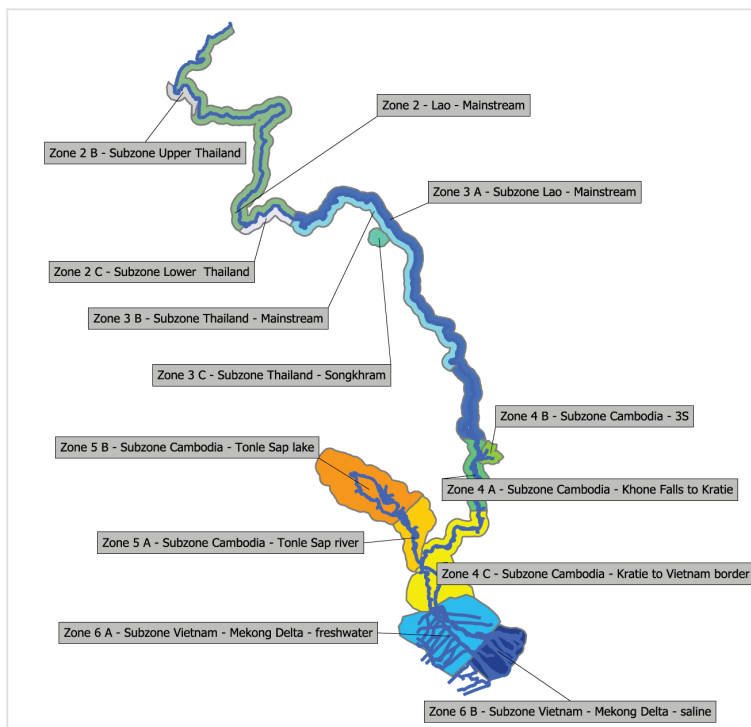 Zone 2 - Lao - Mainstream
Zone 2 B - Subzone Upper Thailand
Zone 3 A - Subzone Lao - Mainstream
Zone 2 C - Subzone Lower  Thailand
Zone 3 B - Subzone Thailand - Mainstream
Zone 3 C - Subzone Thailand - Songkhram
Zone 4 B - Subzone Cambodia - 3S
Zone 5 B - Subzone Cambodia - Tonle Sap lake
Zone 4 A - Subzone Cambodia - Khone Falls to Kratie
Zone 5 A - Subzone Cambodia - Tonle Sap river
Zone 4 C - Subzone Cambodia - Kratie to Vietnam border
Zone 6 A - Subzone Vietnam - Mekong Delta - freshwater
Zone 6 B - Subzone Vietnam - Mekong Delta - saline